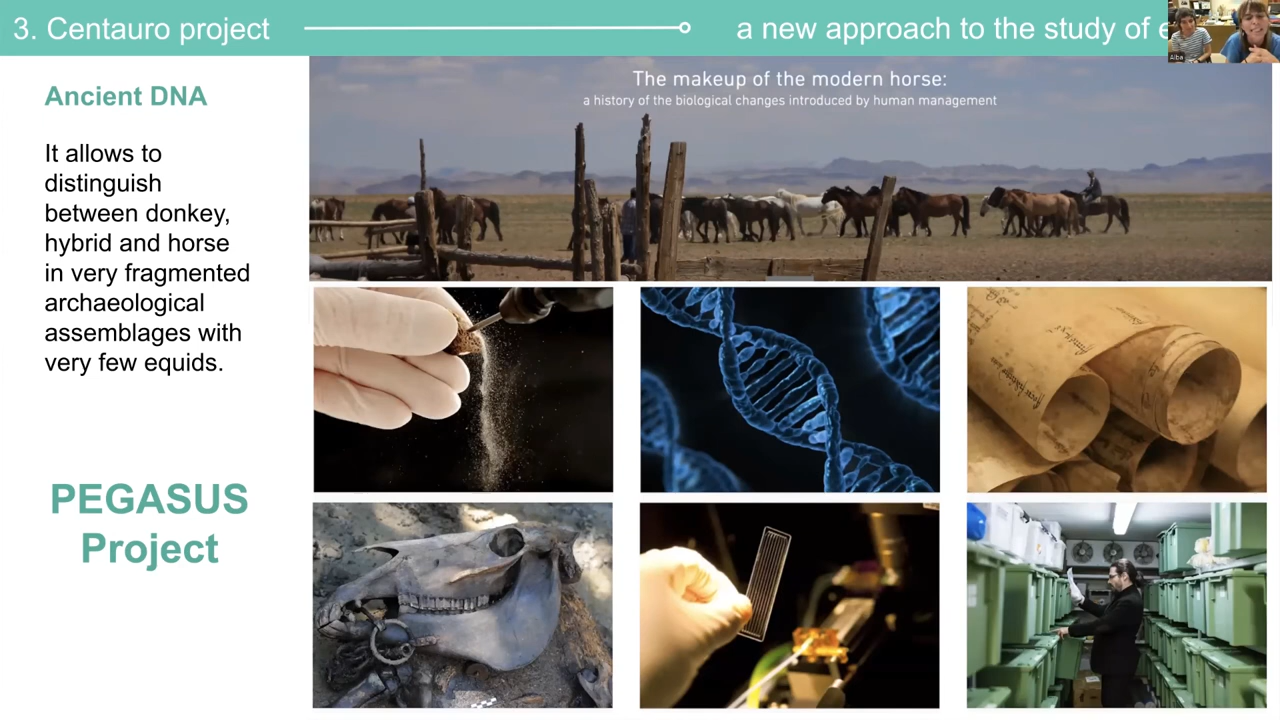 3. Centauro project
a new approach to the study of e
Alba
Ancient DNA
It allows to
distinguish
between donkey,
hybrid and horse
in very fragmented
archaeological
assemblages with
very few equids.
PEGASUS
Project
The makeup of the modern horse:
a history of the biological changes introduced by human management